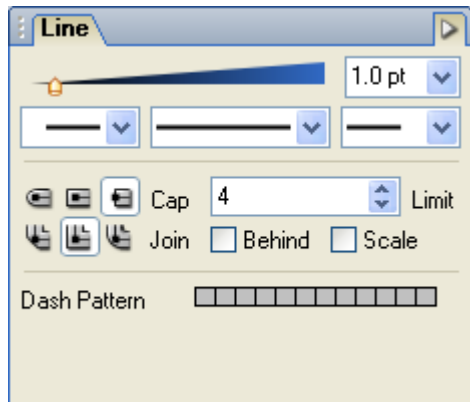 Line
1.0 pt
Cap 4 Limit
Join Behind Scale
Dash Pattern